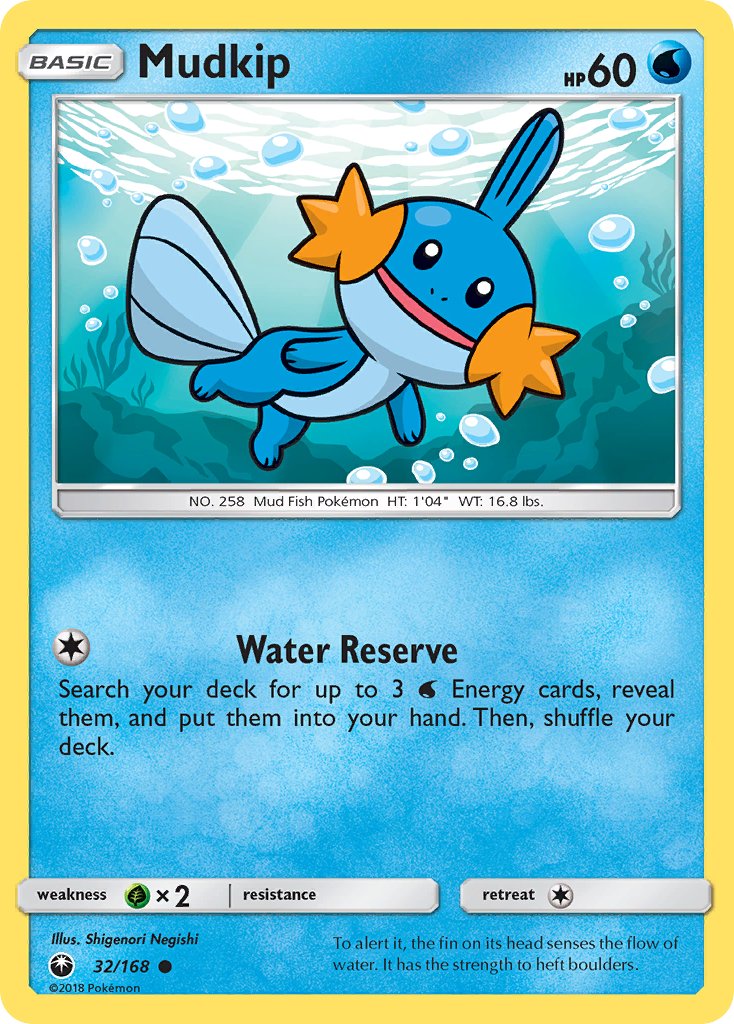 BASIC Mudkip HP60
NO. 258 Mud Fish Pokémon HT: 1'04" WT: 16.8 lbs.
Water Reserve
Search your deck for up to 3 Energy cards, reveal
them, and put them into your hand. Then, shuffle your
deck.
weakness ×2 resistance retreat
Illus. Shigenori Negishi
32/168
©2018 Pokémon
To alert it, the fin on its head senses the flow of
water. It has the strength to heft boulders.